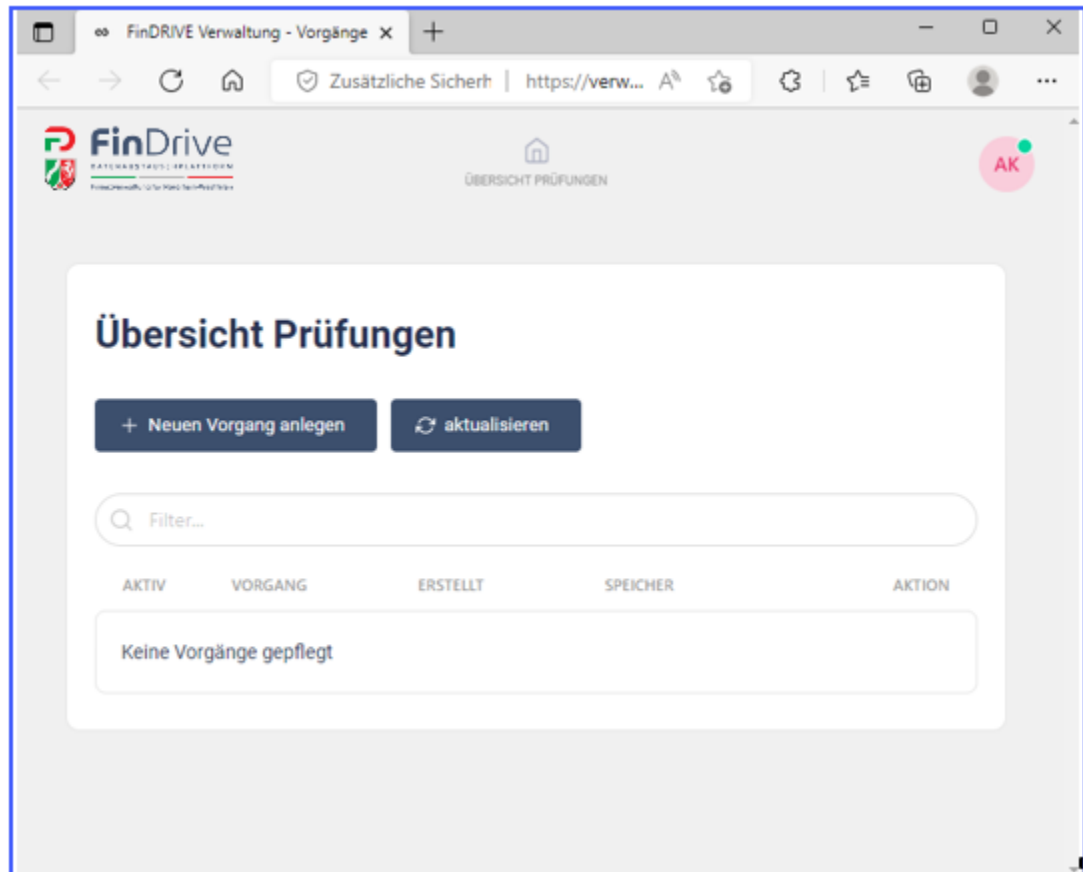 FinDRIVE Verwaltung - Vorgänge
Zusätzliche Sicherh | https://verw...
FinDrive
ÜBERSICHT PRÜFUNGEN
AK
Übersicht Prüfungen
+ Neuen Vorgang anlegen
aktualisieren
Filter...
AKTIV VORGANG ERSTELLT SPEICHER AKTION
Keine Vorgänge gepflegt